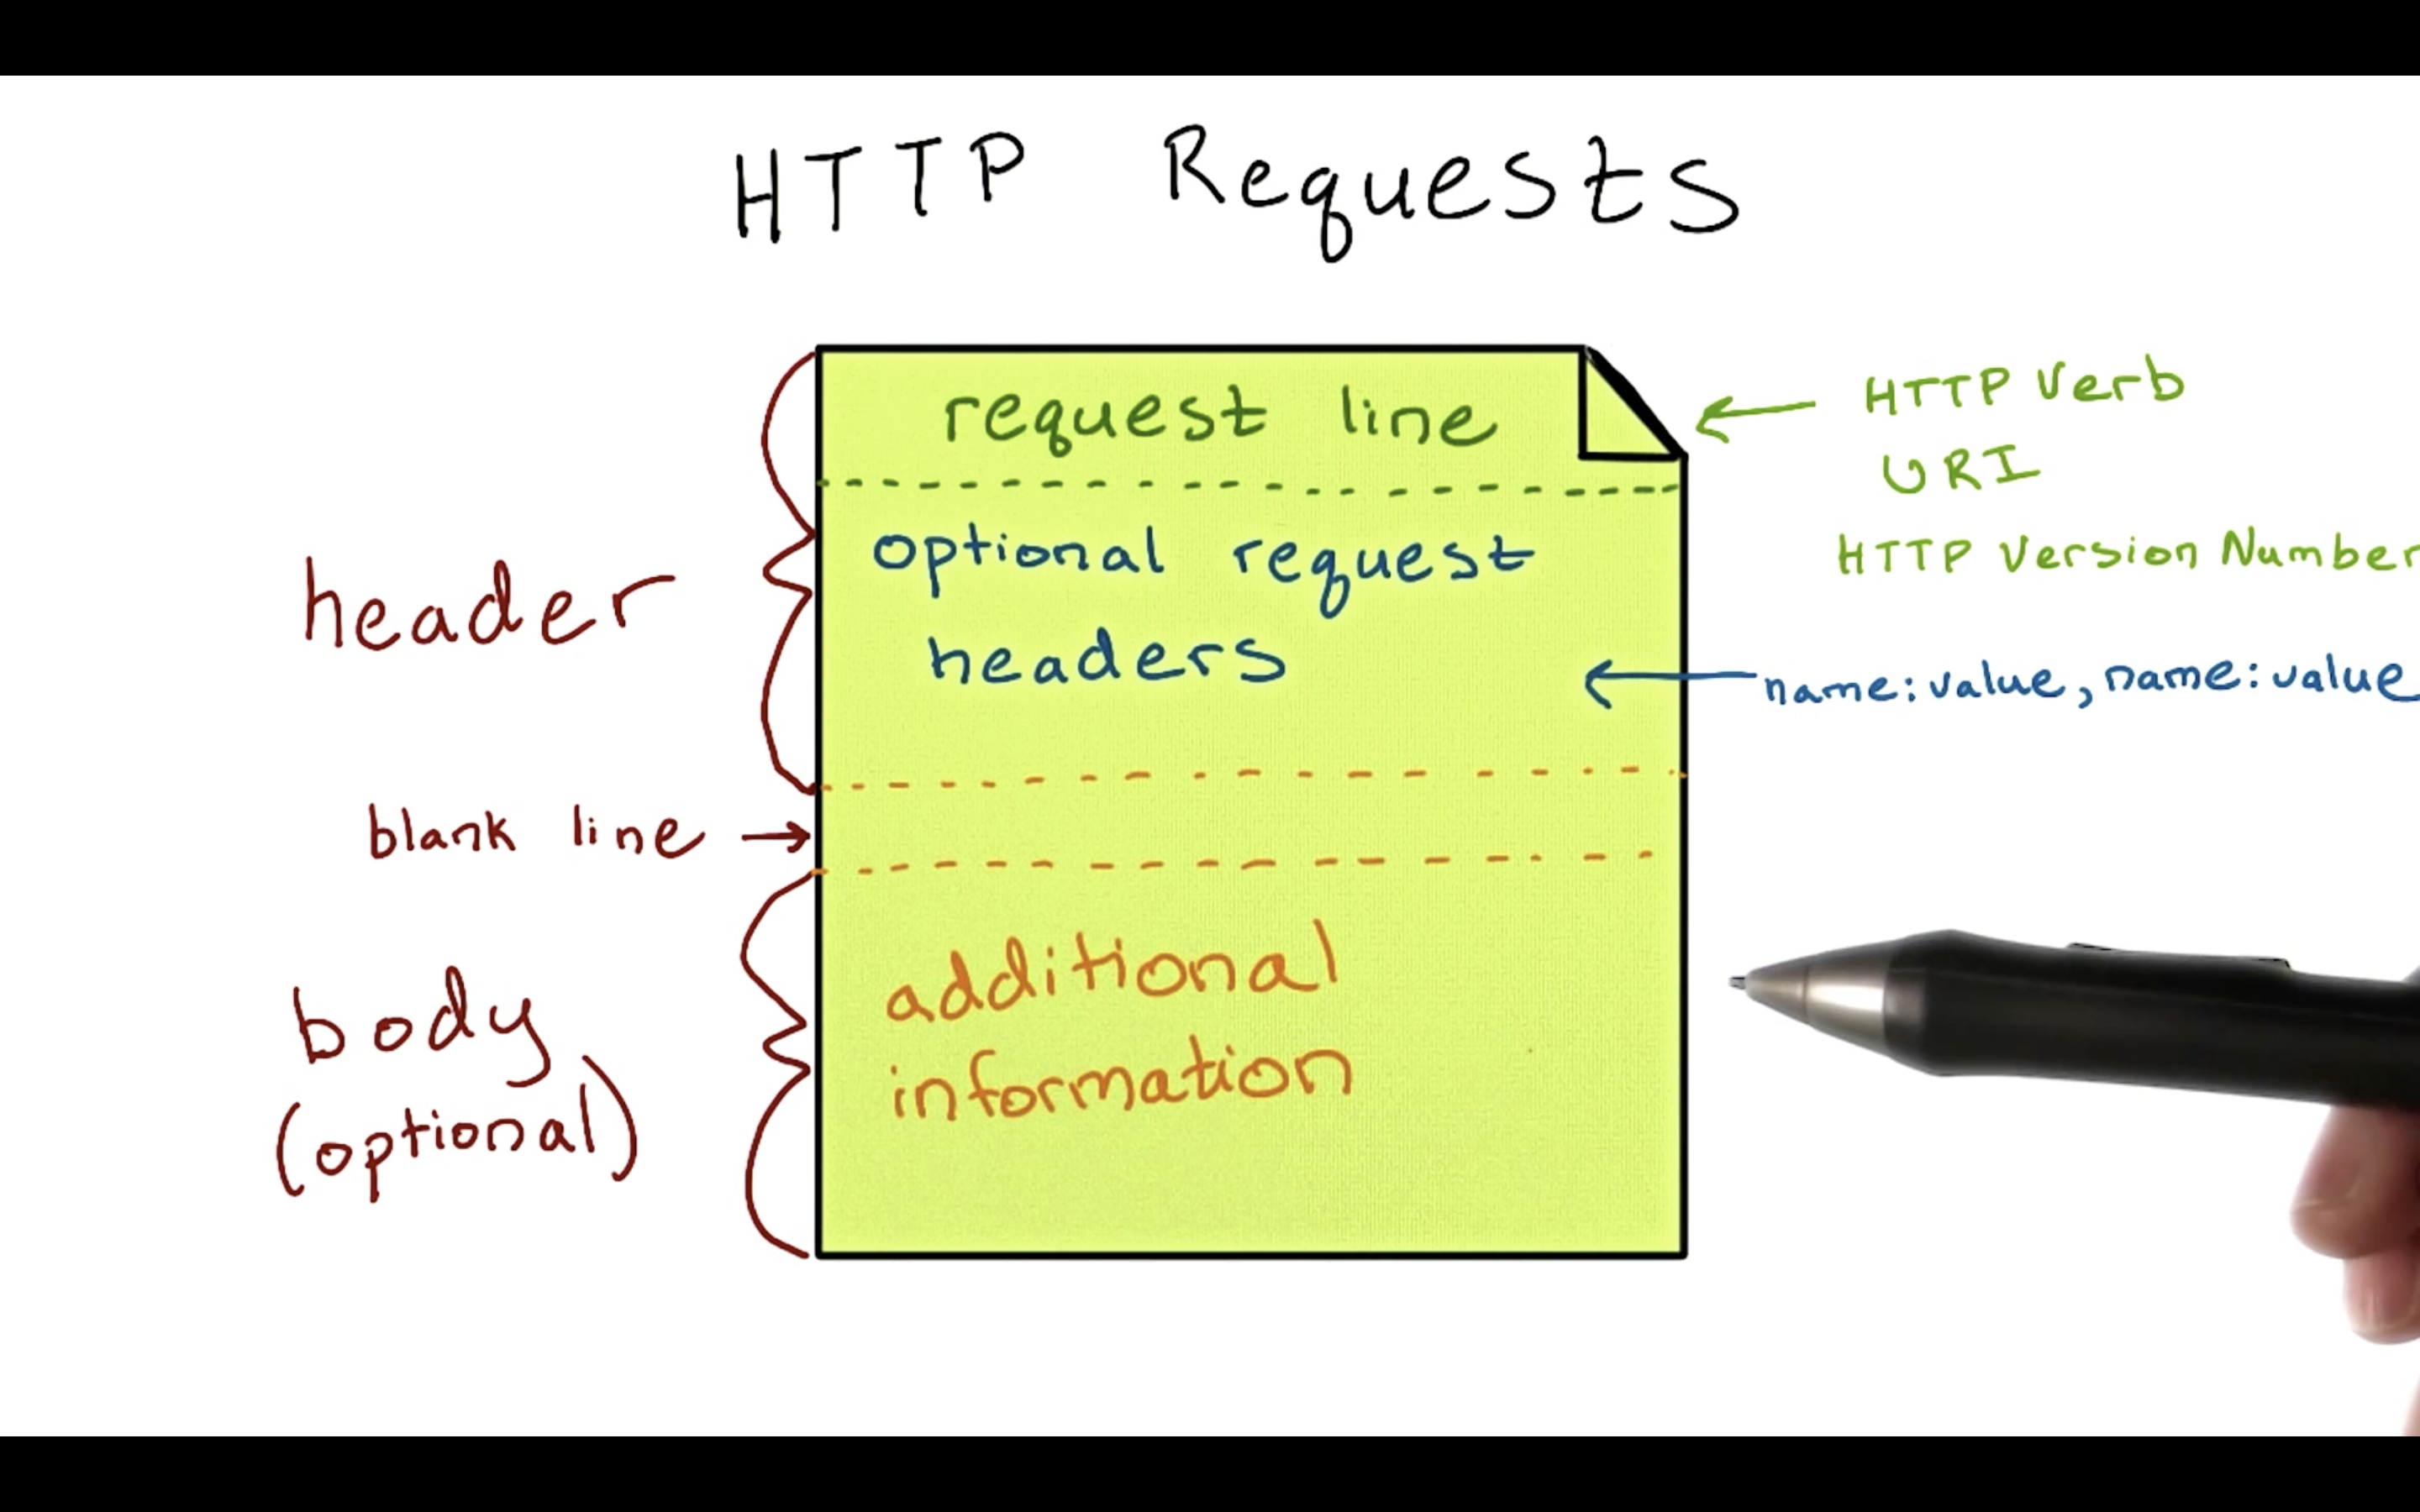 HTTP Requests
request line
optional request
headers
additional
information
header
blank line
body
(optional)
HTTP Verb
URI
HTTP Version Number
name:value, name:value